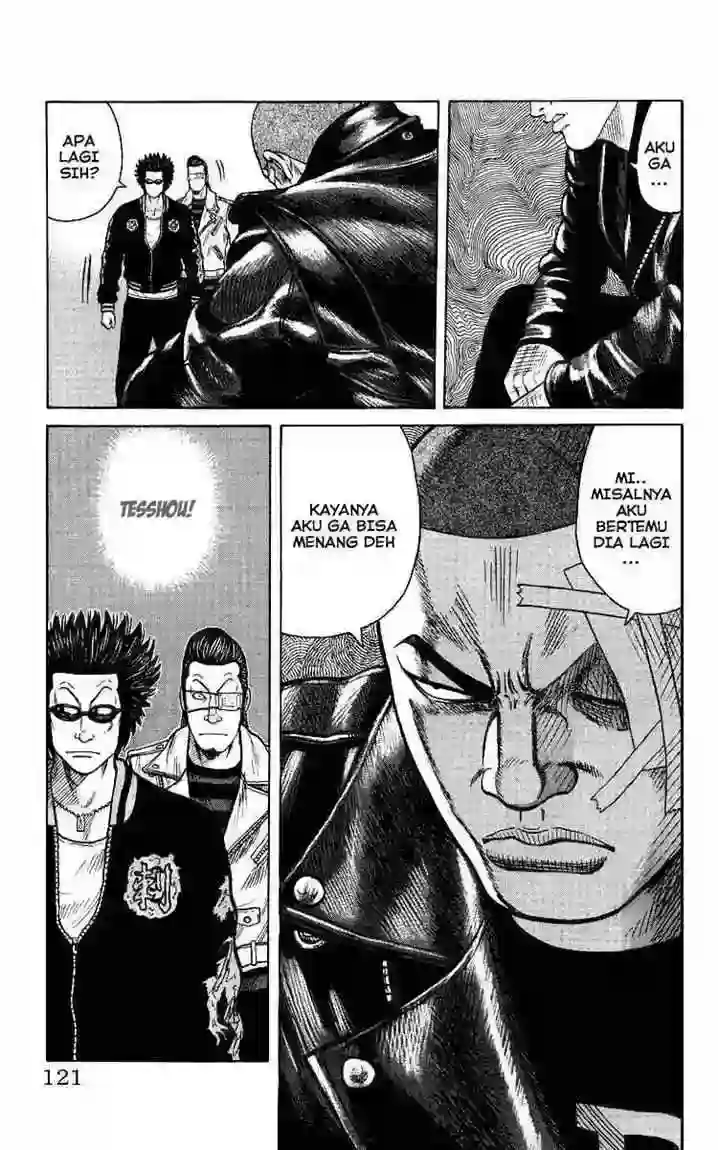 AKU
GA
...
APA
LAGI
SIH?
MI..
MISALNYA
AKU
BERTEMU
DIA LAGI
...
KAYANYA
AKU GA BISA
MENANG DEH
TESSHOU!
121